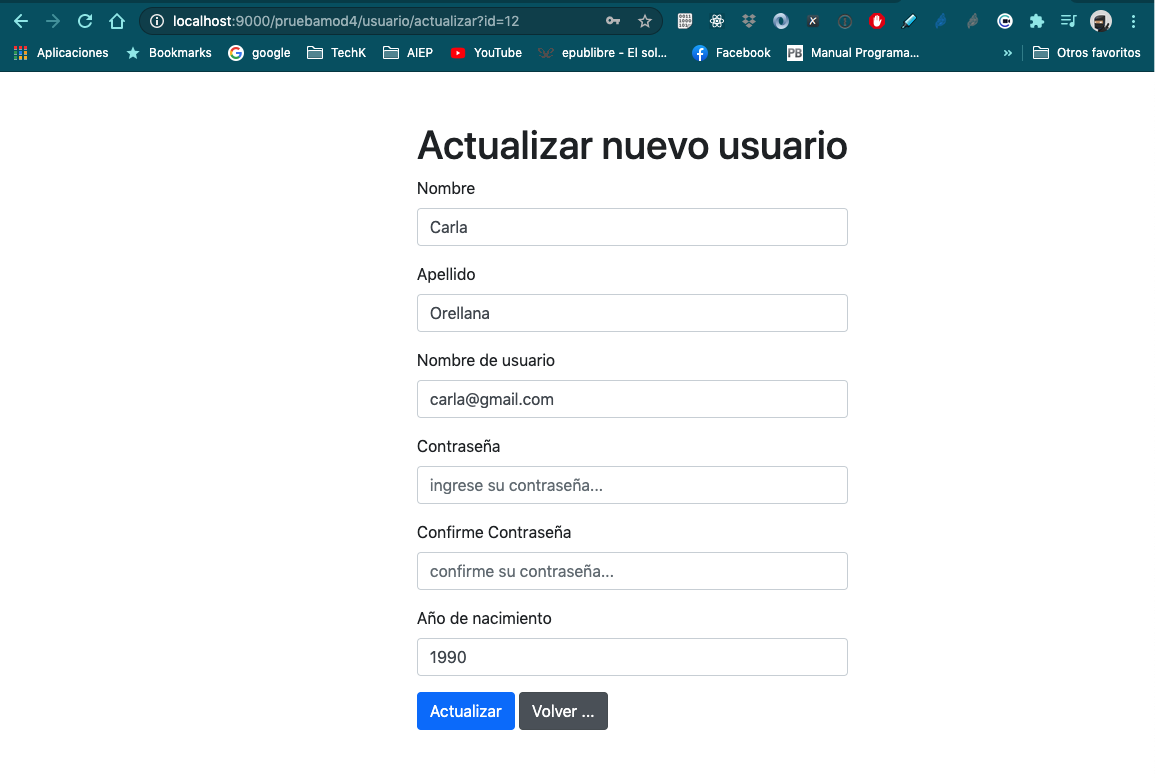 localhost:9000/pruebamod4/usuario/actualizar?id=12
Aplicaciones Bookmarks google TechK AIEP YouTube epublibre - El sol... Facebook PB Manual Programa... » Otros favoritos
Actualizar nuevo usuario
Nombre
Carla
Apellido
Orellana
Nombre de usuario
carla@gmail.com
Contraseña
ingrese su contraseña...
Confirme Contraseña
confirme su contraseña...
Año de nacimiento
1990
Actualizar Volver ...